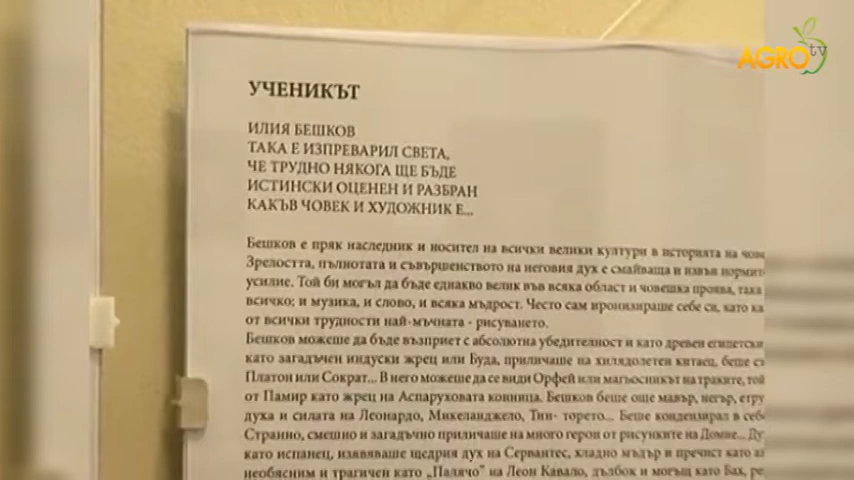 AGRO tv
УЧЕНИКЪТ
ИЛИЯ БЕШКОВ
ТАКА Е ИЗПРЕВАРИЛ СВЕТА,
ЧЕ ТРУДНО НЯКОГА ЩЕ БЪДЕ
ИСТИНСКИ ОЦЕНЕН И РАЗБРАН
КАКЪВ ЧОВЕК И ХУДОЖНИК Е...
Бешков е пряк наследник и носител на всички велики култури в историята на
Зрелостта, пълнотата и съвършенството на неговия дух е смайваща и извън
усилие. Той би могъл да бъде еднакво велик във всяка област и човешка проява, така
всичко; и музика, и слово, и всяка мъдрост. Често сам иронизираше себе си, като
от всички трудности най-мъчната - рисуването.
Бешков можеше да бъде възприет с абсолютна убедителност и като древен
като загадъчен индуски жрец или Буда, приличаше на хилядолетен китаец, беше
Платон или Сократ... В него можеше да се види Орфей или магьосникът на траките, той
от Памир като жрец на Аспаруховата конница. Бешков беше още мавър, негър,
духа и силата на Леонардо, Микеланджело, Тин- торето... Беше кондензирал в
Странно, смешно и загадъчно приличаше на много герои от рисунките на Домие...
като испанец, изявяваше щедрия дух на Сервантес, хладно мъдър и пречист като
необясним и трагичен като „Палячо" на Леон Кавало, дълбок и могъщ като Бах,